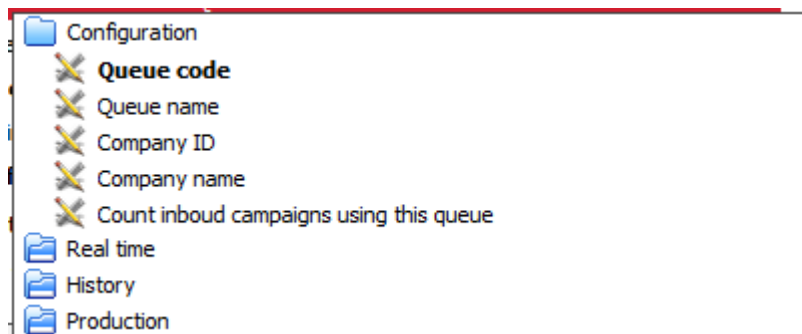 Configuration
Queue code
Queue name
Company ID
Company name
Count inboud campaigns using this queue
Real time
History
Production